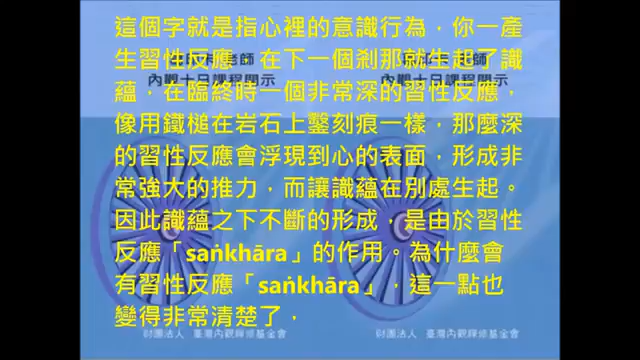 這個字就是指心裡的意識行為，你一產
生習性反應，在下一個剎那就生起了識
蘊，在臨終時一個非常深的習性反應，
像用鐵槌在岩石上鑿刻痕一樣，那麼深
的習性反應會浮現到心的表面，形成非
常強大的推力，而讓識蘊在別處生起。
因此識蘊之下不斷的形成，是由於習性
反應「saṅkhāra」的作用。為什麼會
有習性反應「saṅkhāra」，這一點也
變得非常清楚了，
老師
內觀十日課程開示
內觀十日課程開示
財團法人 臺灣內觀禪修基金會
財團法人 臺灣內觀禪修基金會